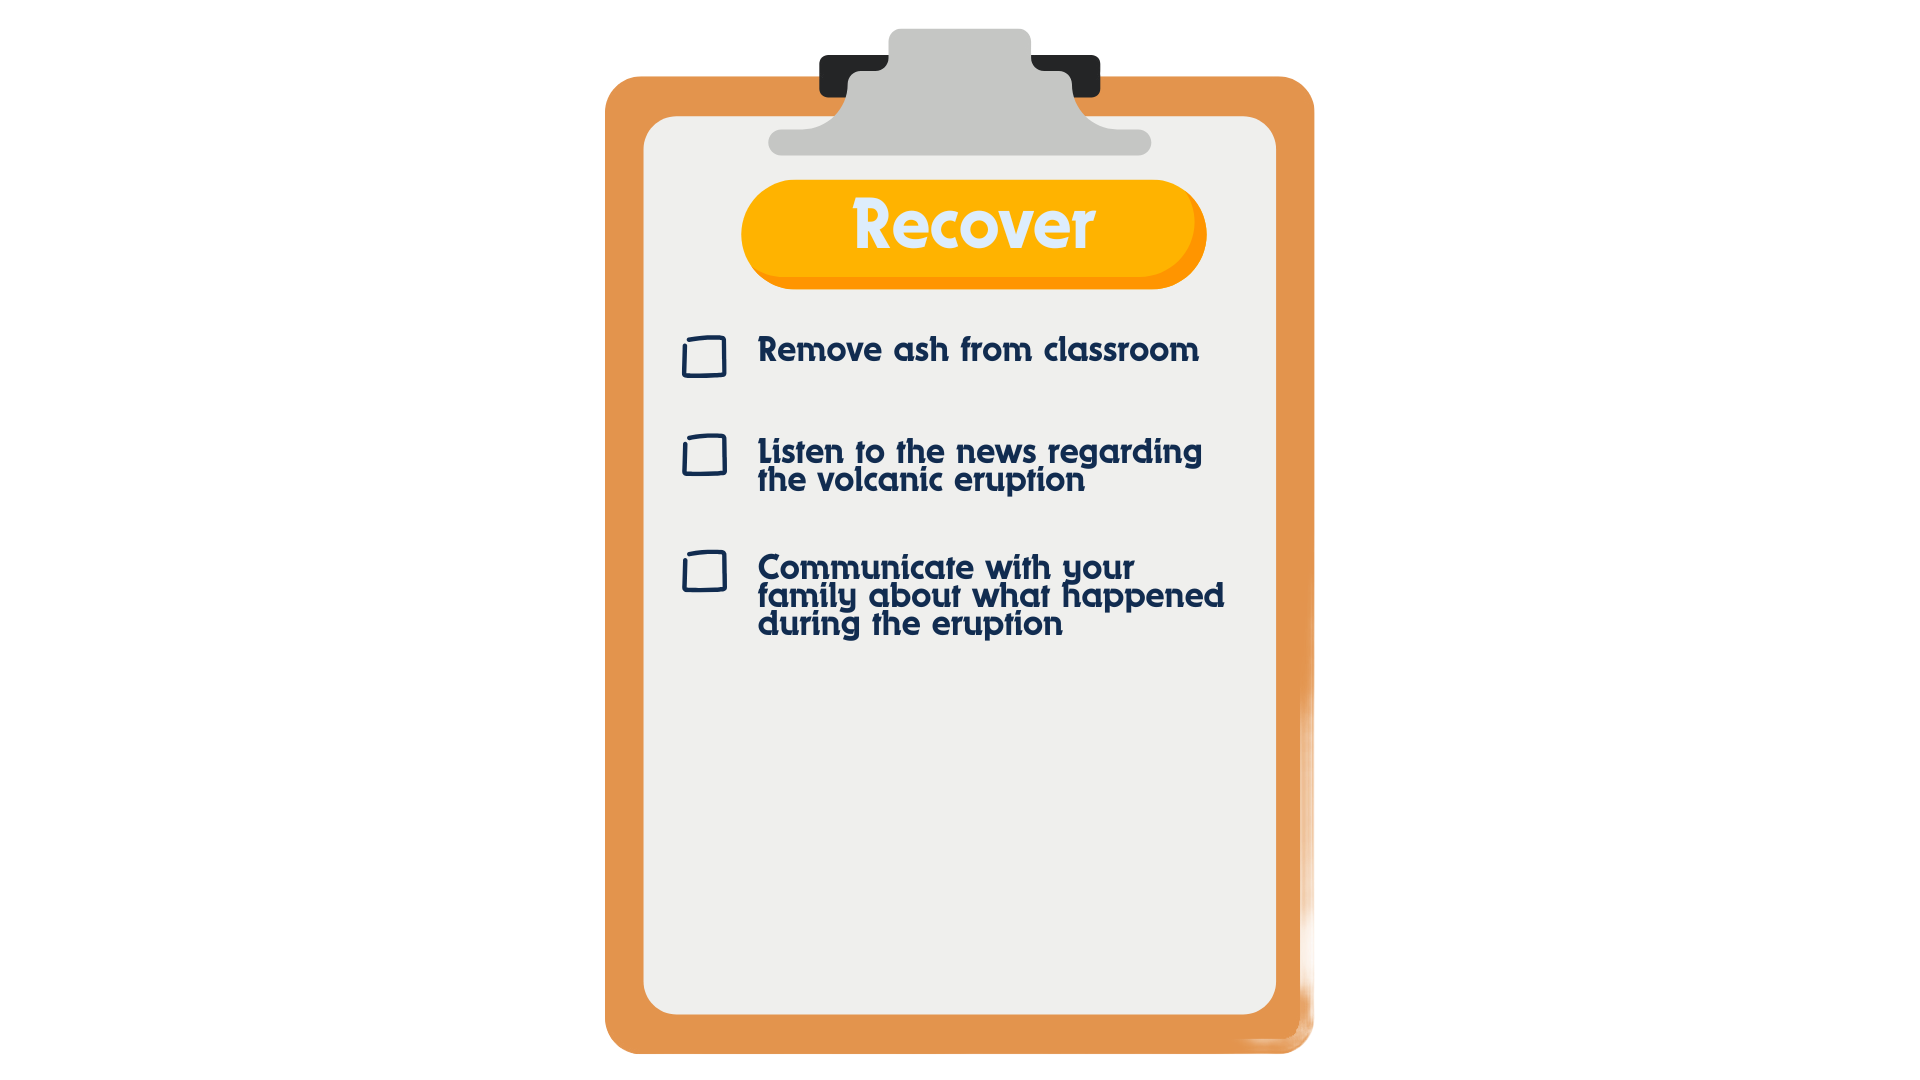 Recover
Remove ash from classroom
Listen to the news regarding
the volcanic eruption
Communicate with your
family about what happened
during the eruption